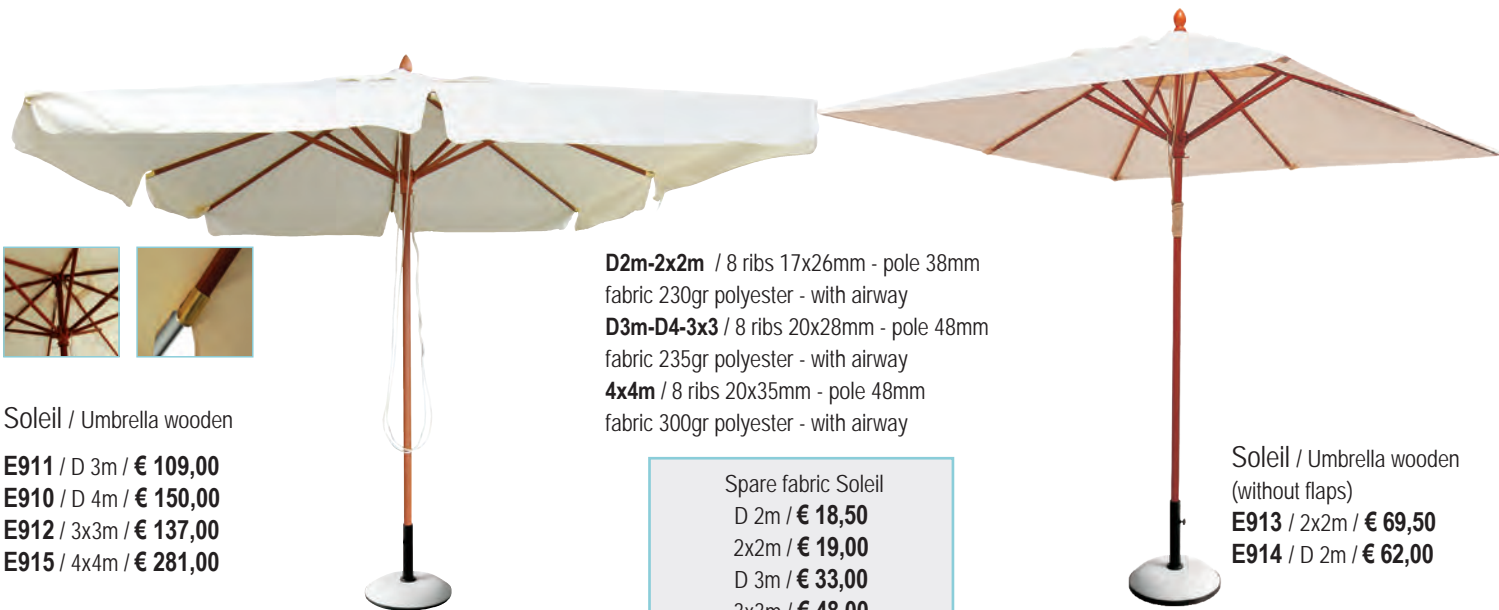 D2m-2x2m / 8 ribs 17x26mm - pole 38mm
fabric 230gr polyester - with airway
D3m-D4-3x3 / 8 ribs 20x28mm - pole 48mm
fabric 235gr polyester - with airway
4x4m / 8 ribs 20x35mm - pole 48mm
fabric 300gr polyester - with airway
Soleil / Umbrella wooden
E911 / D 3m / € 109,00
E910 / D 4m / € 150,00
E912 / 3x3m / € 137,00
E915 / 4x4m / € 281,00
Spare fabric Soleil
D 2m / € 18,50
2x2m / € 19,00
D 3m / € 33,00
3x3m / € 48,00
Soleil / Umbrella wooden
(without flaps)
E913 / 2x2m / € 69,50
E914 / D 2m / € 62,00